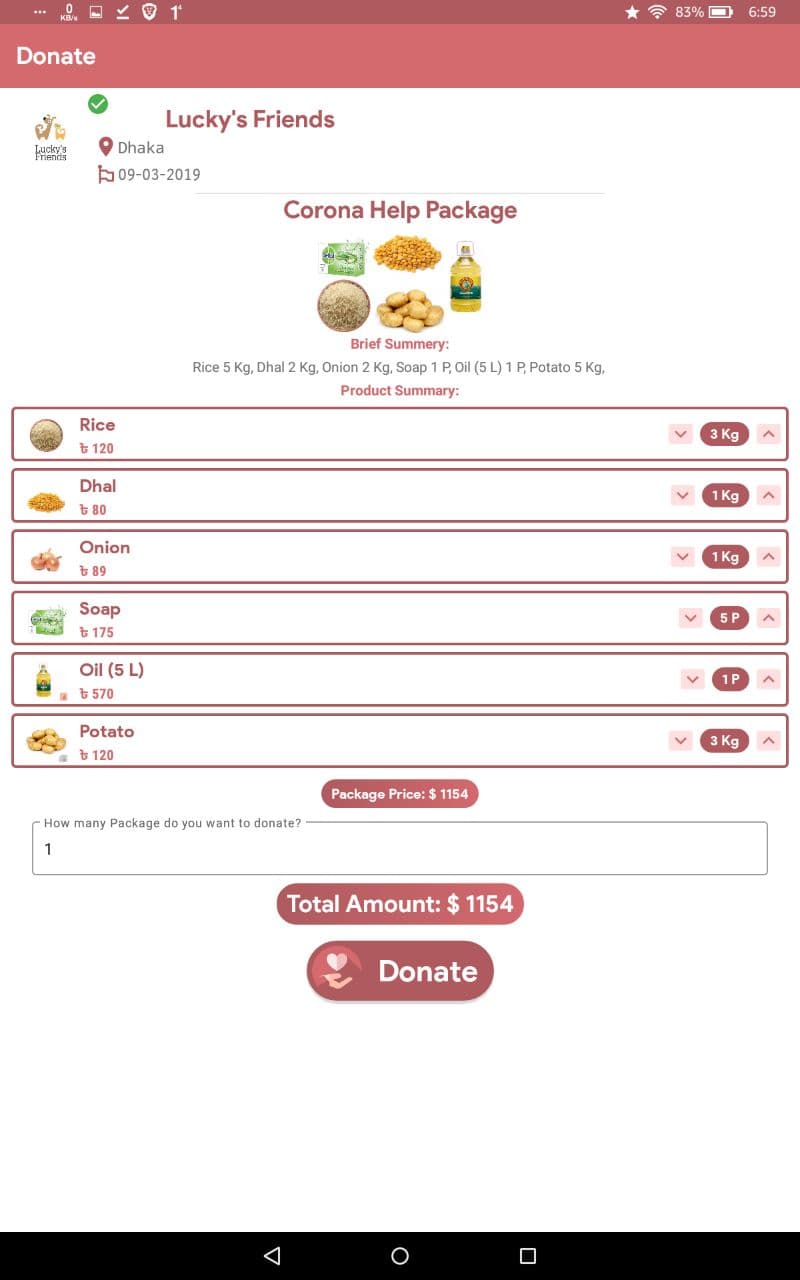 0
KB/s
1
83%
6:59
Donate
Lucky's Friends
Lucky's
Friends
Dhaka
09-03-2019
Corona Help Package
Brief Summery:
Rice 5 Kg, Dhal 2 Kg, Onion 2 Kg, Soap 1 P, Oil (5 L) 1 P, Potato 5 Kg,
Product Summary:
Rice
৳ 120
3 Kg
Dhal
৳ 80
1 Kg
Onion
৳ 89
1 Kg
Soap
৳ 175
5 P
Oil (5 L)
৳ 570
1 P
Potato
৳ 120
3 Kg
Package Price: $ 1154
How many Package do you want to donate?
1
Total Amount: $ 1154
Donate